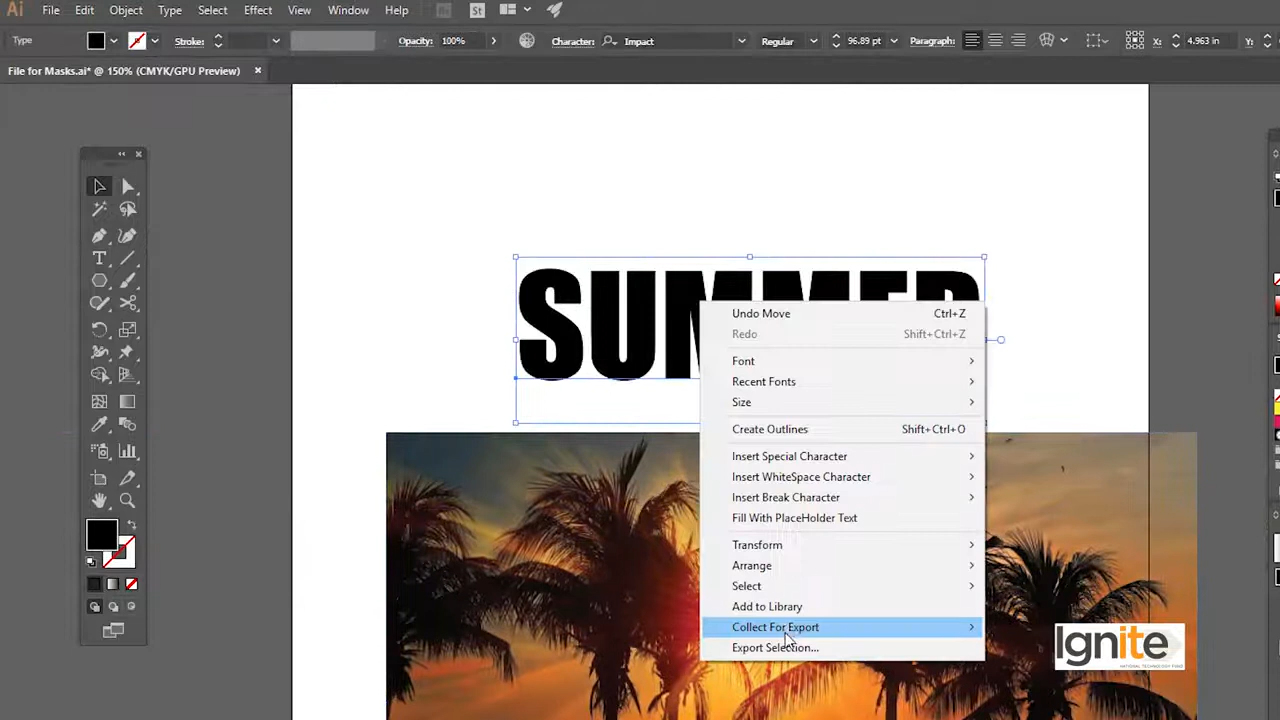 Ai File Edit Object Type Select Effect View Window Help Br St
Type Stroke: Opacity: 100% Character: Impact Regular 96.89 pt Paragraph: X: 4.963 in Y:
File for Masks.ai* @ 150% (CMYK/GPU Preview)
SUMMER
Undo Move Ctrl+Z
Redo Shift+Ctrl+Z
Font
Recent Fonts
Size
Create Outlines Shift+Ctrl+O
Insert Special Character
Insert WhiteSpace Character
Insert Break Character
Fill With PlaceHolder Text
Transform
Arrange
Select
Add to Library
Collect For Export
Export Selection...
Ignite
NATIONAL TECHNOLOGY FUND